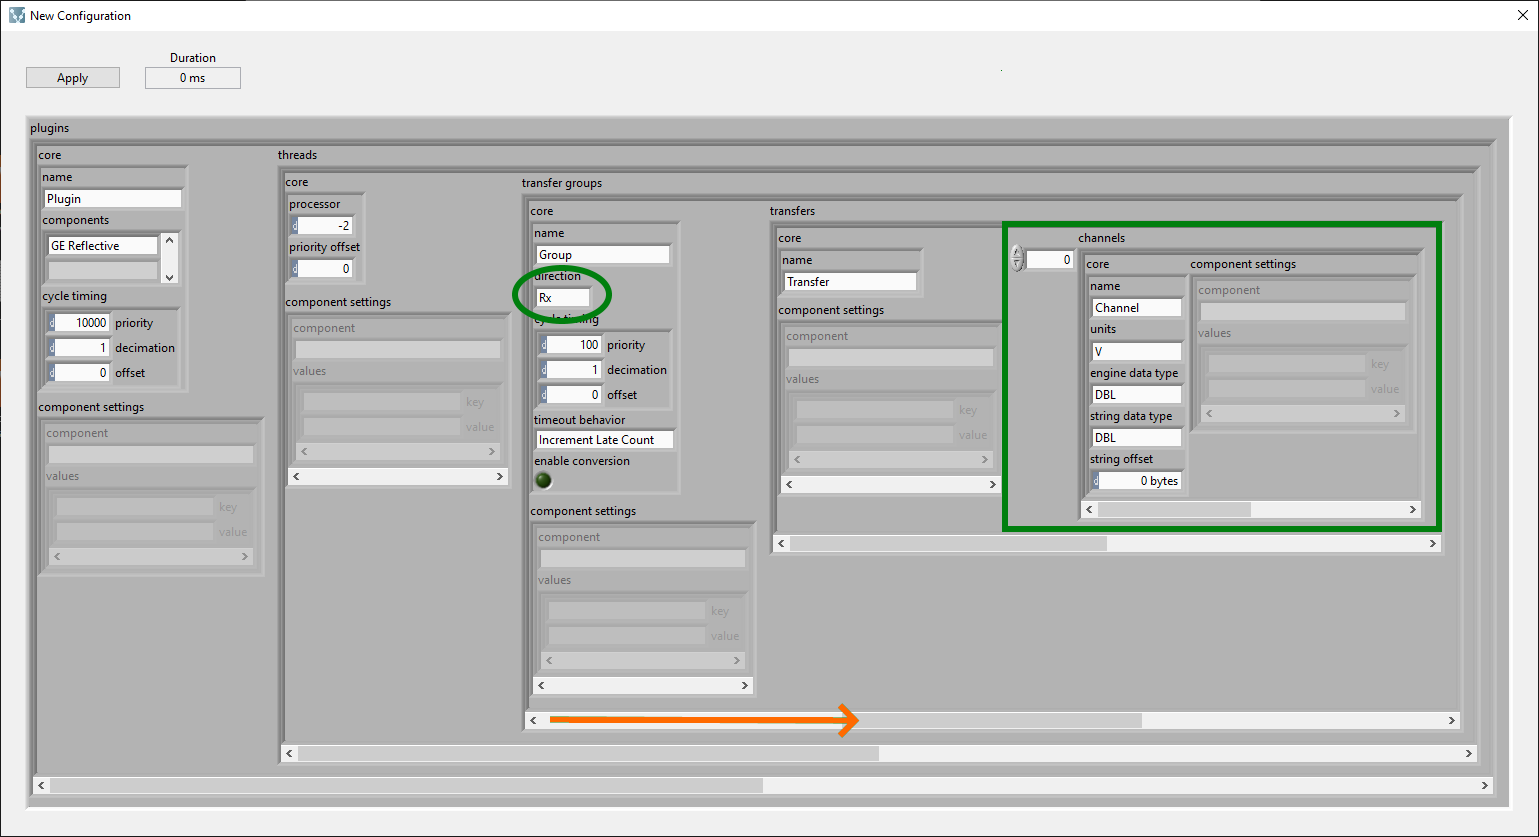 New Configuration
Duration
Apply
0 ms
plugins
core
name
Plugin
components
GE Reflective
cycle timing
d 10000 priority
d 1 decimation
d 0 offset
component settings
component
values
key
value
threads
core
processor
d -2
priority offset
d 0
component settings
component
values
key
value
transfer groups
core
name
Group
direction
Rx
cycle timing
d 100 priority
d 1 decimation
d 0 offset
timeout behavior
Increment Late Count
enable conversion
component settings
component
values
key
value
transfers
core
name
Transfer
component settings
component
values
key
value
0
channels
core
name
Channel
units
V
engine data type
DBL
string data type
DBL
string offset
d 0 bytes
component settings
component
values
key
value